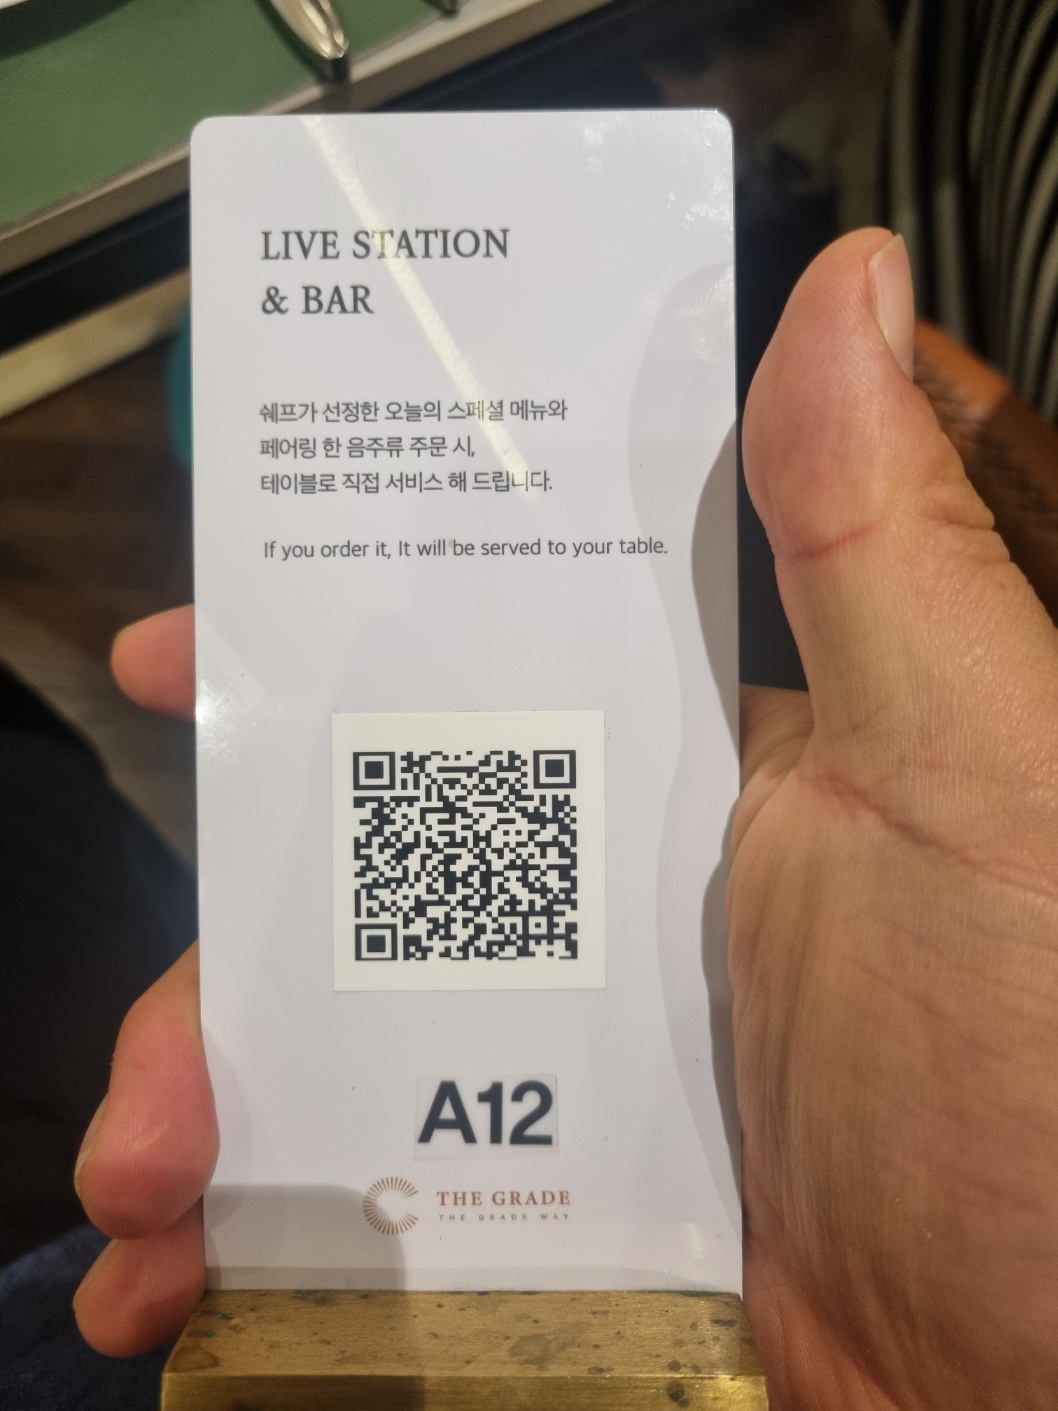 LIVE STATION
& BAR
쉐프가 선정한 오늘의 스페셜 메뉴와
페어링 한 음주류 주문 시,
테이블로 직접 서비스 해 드립니다.
If you order it, It will be served to your table.
A12
THE GRADE
THE GRADE WAY